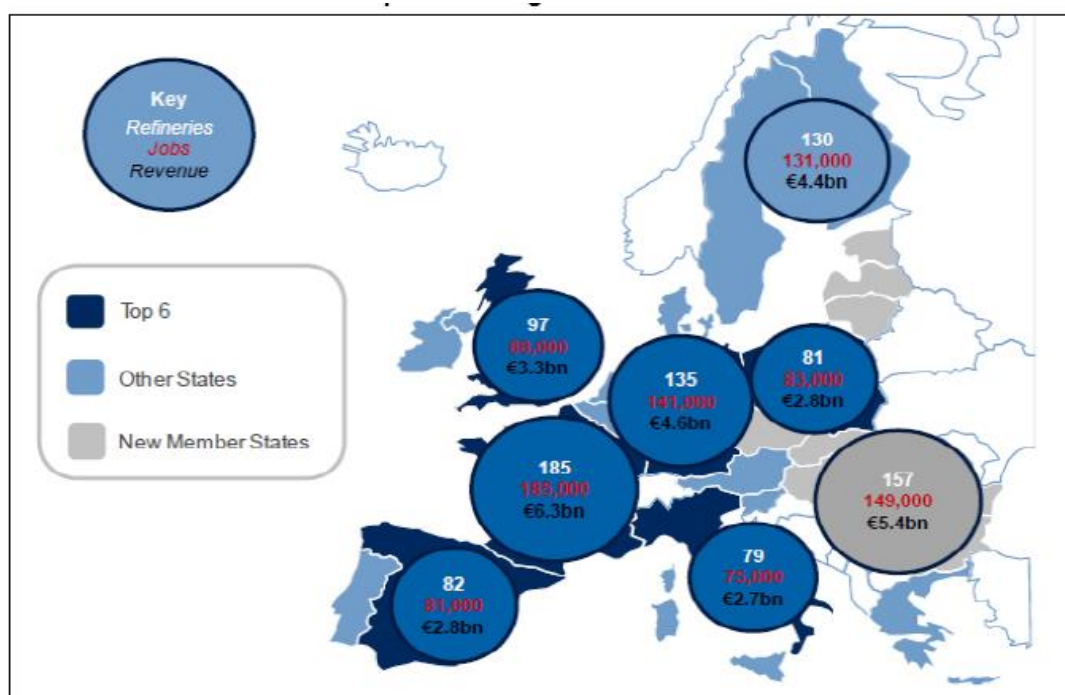 Key
Refineries
Jobs
Revenue
Top 6
Other States
New Member States
130
131,000
€4.4bn
97
88,000
€3.3bn
135
141,000
€4.6bn
81
83,000
€2.8bn
185
185,000
€6.3bn
157
149,000
€5.4bn
82
81,000
€2.8bn
79
75,000
€2.7bn